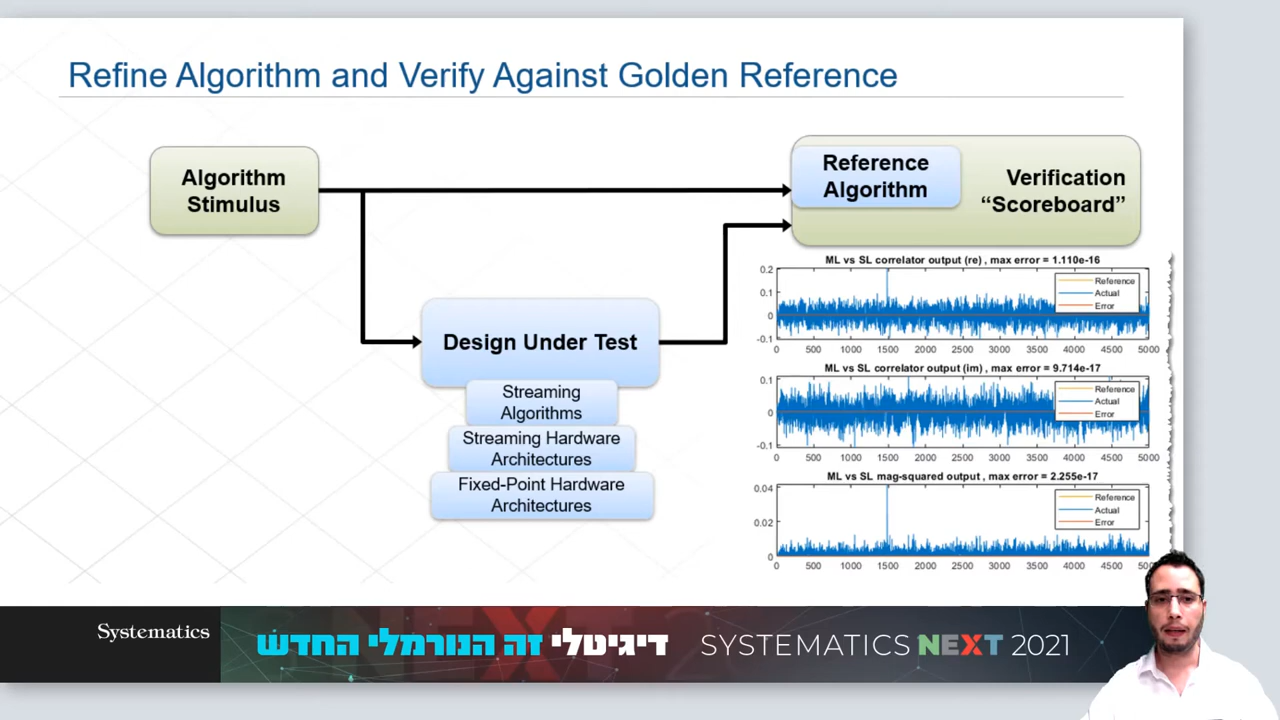 Refine Algorithm and Verify Against Golden Reference
Algorithm
Stimulus
Reference
Algorithm
Verification
“Scoreboard”
Design Under Test
Streaming
Algorithms
Streaming Hardware
Architectures
Fixed-Point Hardware
Architectures
ML vs SL correlator output (re) , max error = 1.110e-16
0.2
0.1
0
-0.1
Reference
Actual
Error
0 500 1000 1500 2000 2500 3000 3500 4000 4500 5000
ML vs SL correlator output (im) , max error = 9.714e-17
0.1
0
-0.1
Reference
Actual
Error
0 500 1000 1500 2000 2500 3000 3500 4000 4500 5000
ML vs SL mag-squared output , max error = 2.255e-17
0.04
0.02
0
Reference
Actual
Error
0 500 1000 1500 2000 2500 3000 3500 4000 4500 500
Systematics
דיגיטלי זה הנורמלי החדש
SYSTEMATICS NEXT 2021